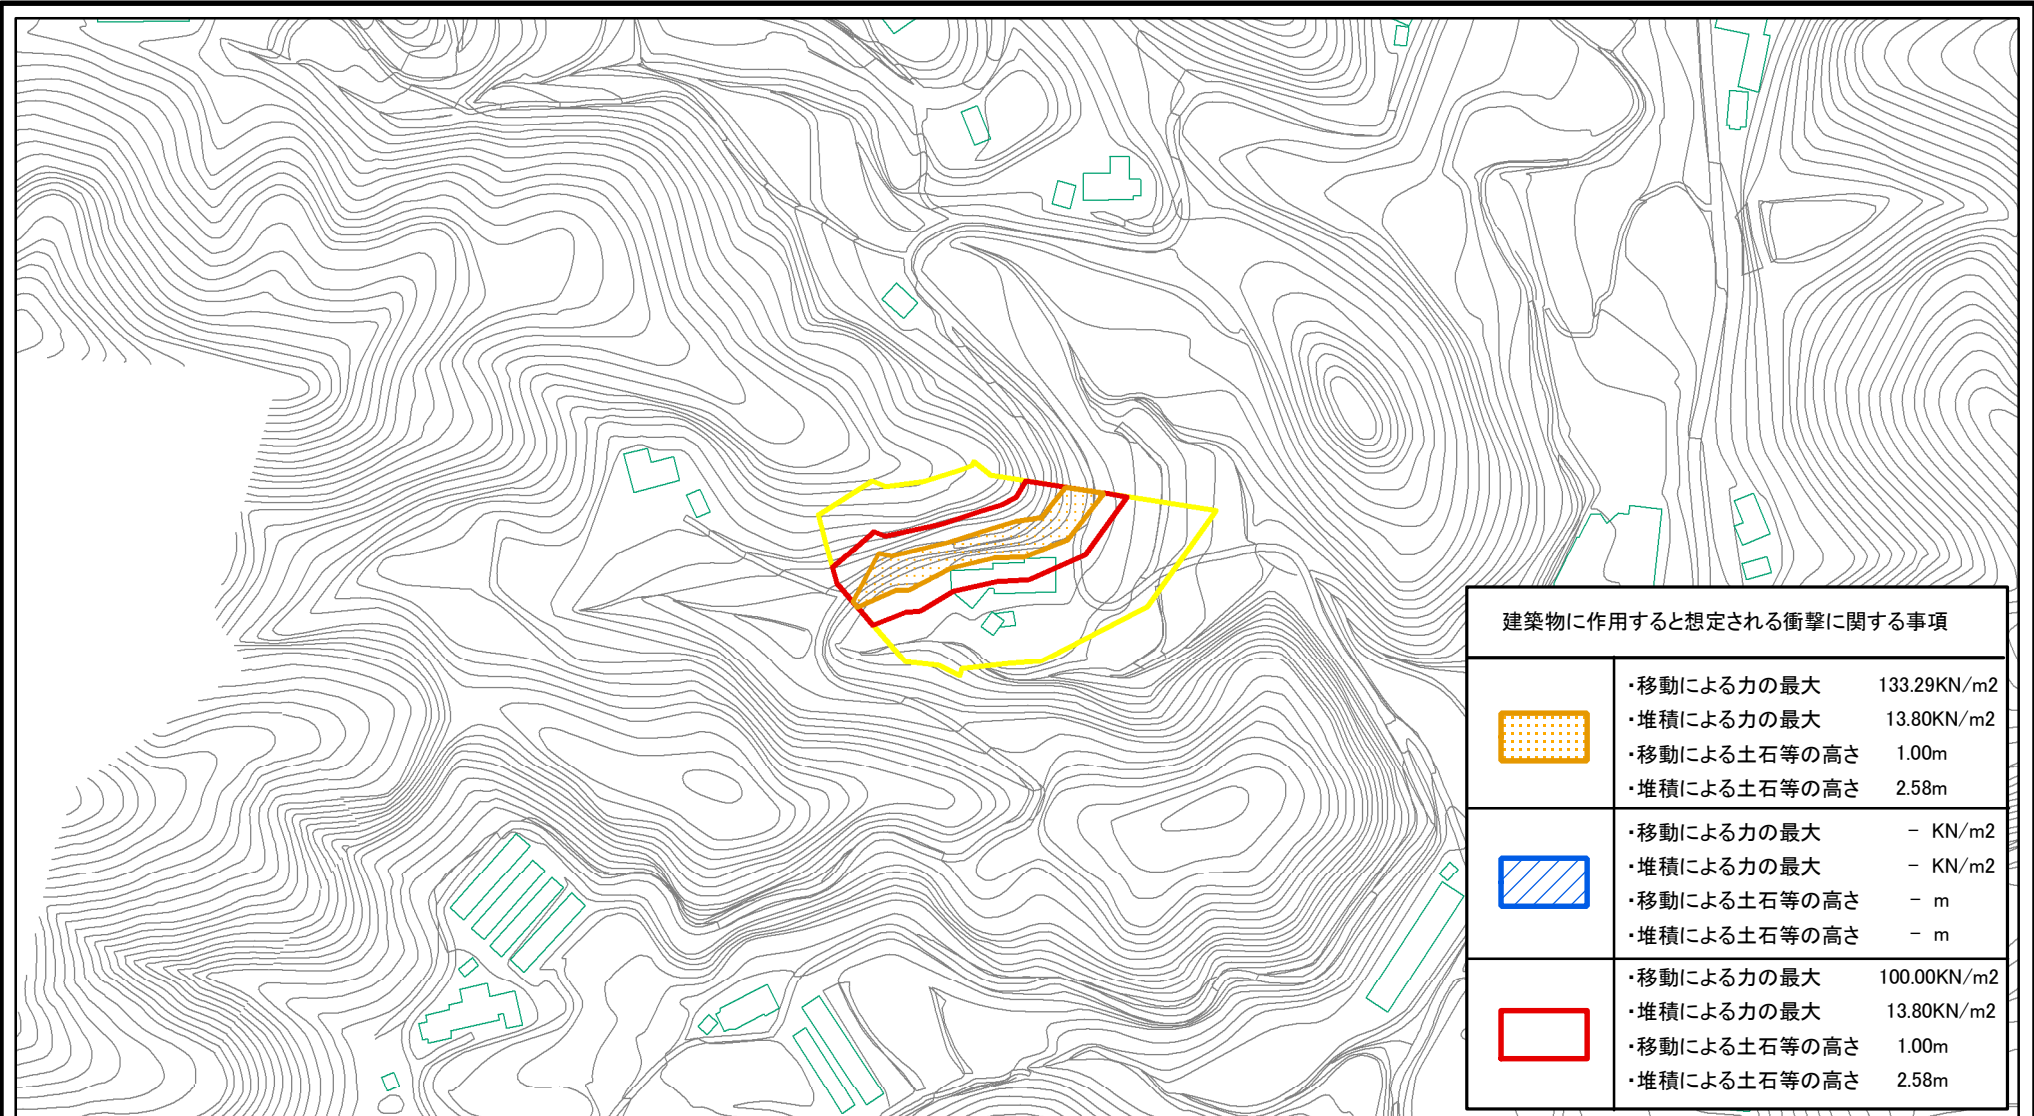 建築物に作用すると想定される衝撃に関する事項
・移動による力の最大 133.29KN/m2
・堆積による力の最大 13.80KN/m2
・移動による土石等の高さ 1.00m
・堆積による土石等の高さ 2.58m
・移動による力の最大 − KN/m2
・堆積による力の最大 − KN/m2
・移動による土石等の高さ − m
・堆積による土石等の高さ − m
・移動による力の最大 100.00KN/m2
・堆積による力の最大 13.80KN/m2
・移動による土石等の高さ 1.00m
・堆積による土石等の高さ 2.58m